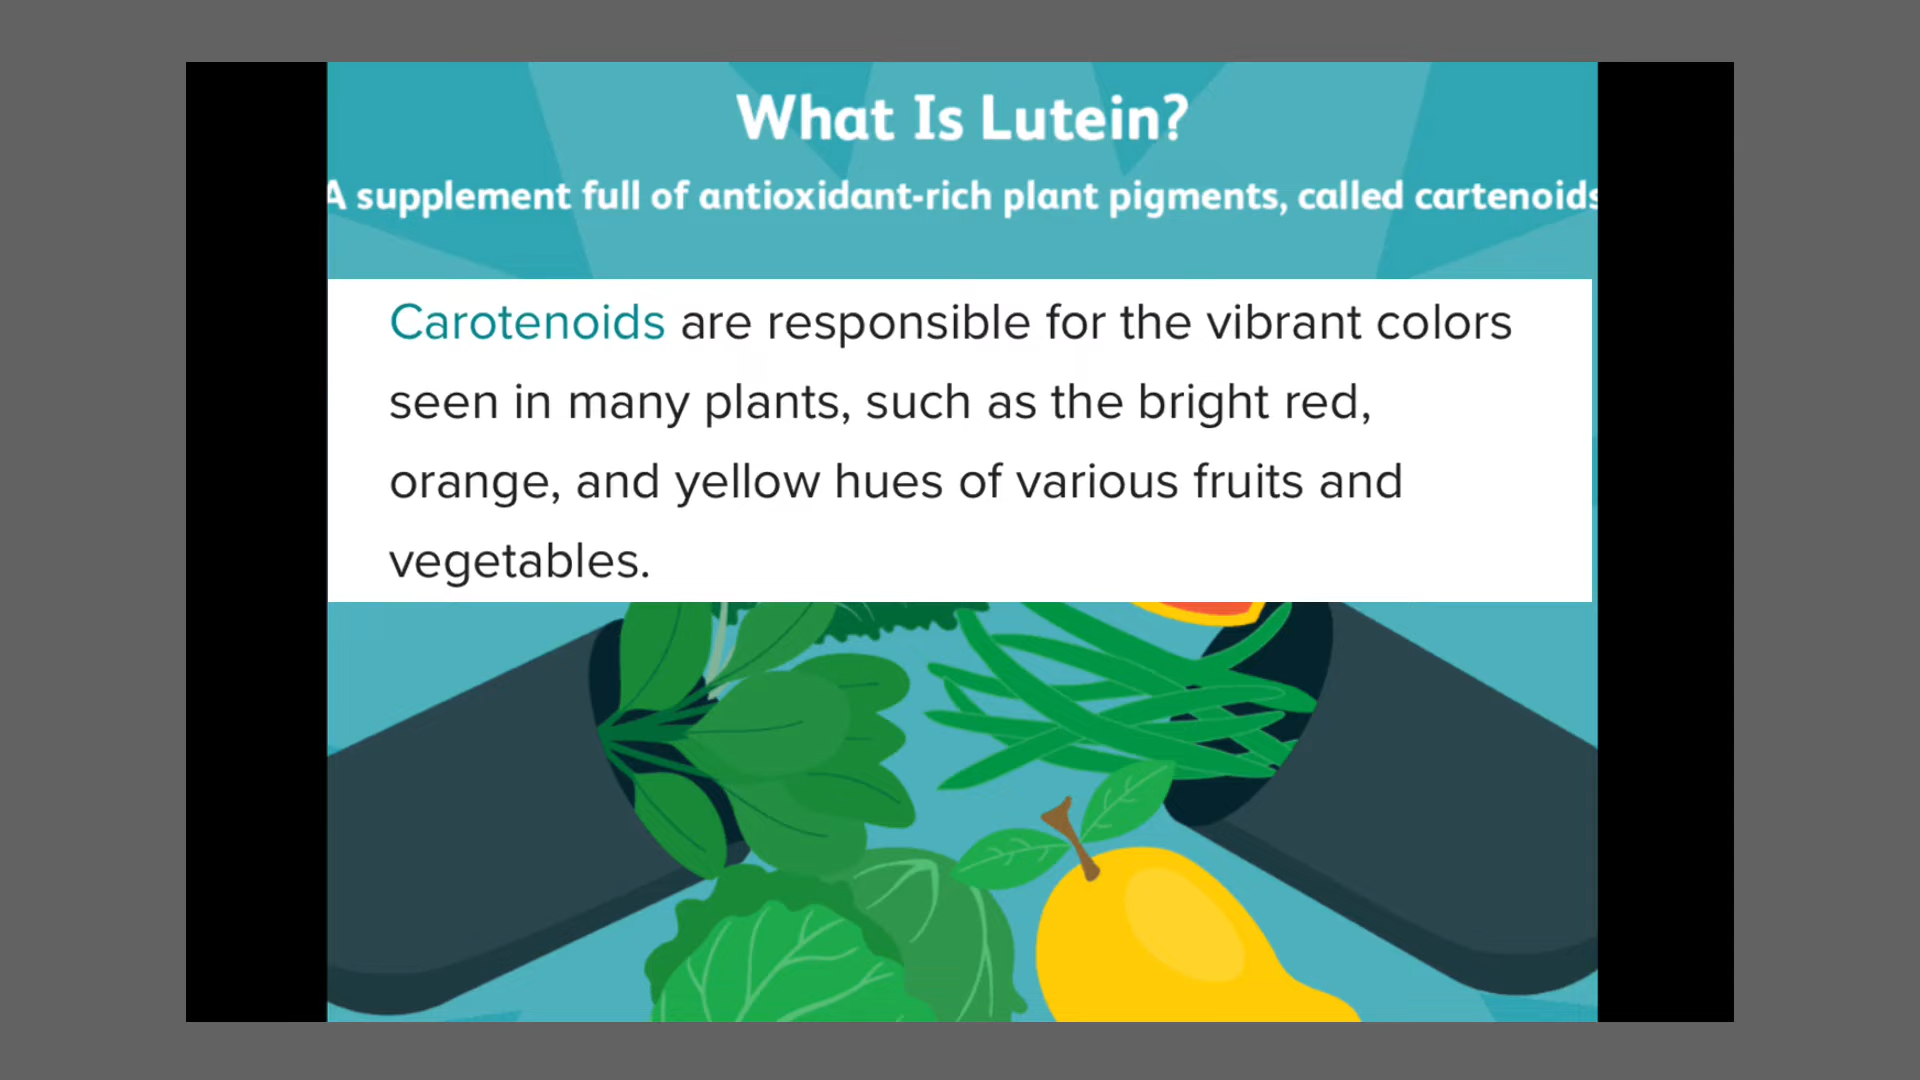 What Is Lutein?
A supplement full of antioxidant-rich plant pigments, called cartenoids
Carotenoids are responsible for the vibrant colors
seen in many plants, such as the bright red,
orange, and yellow hues of various fruits and
vegetables.